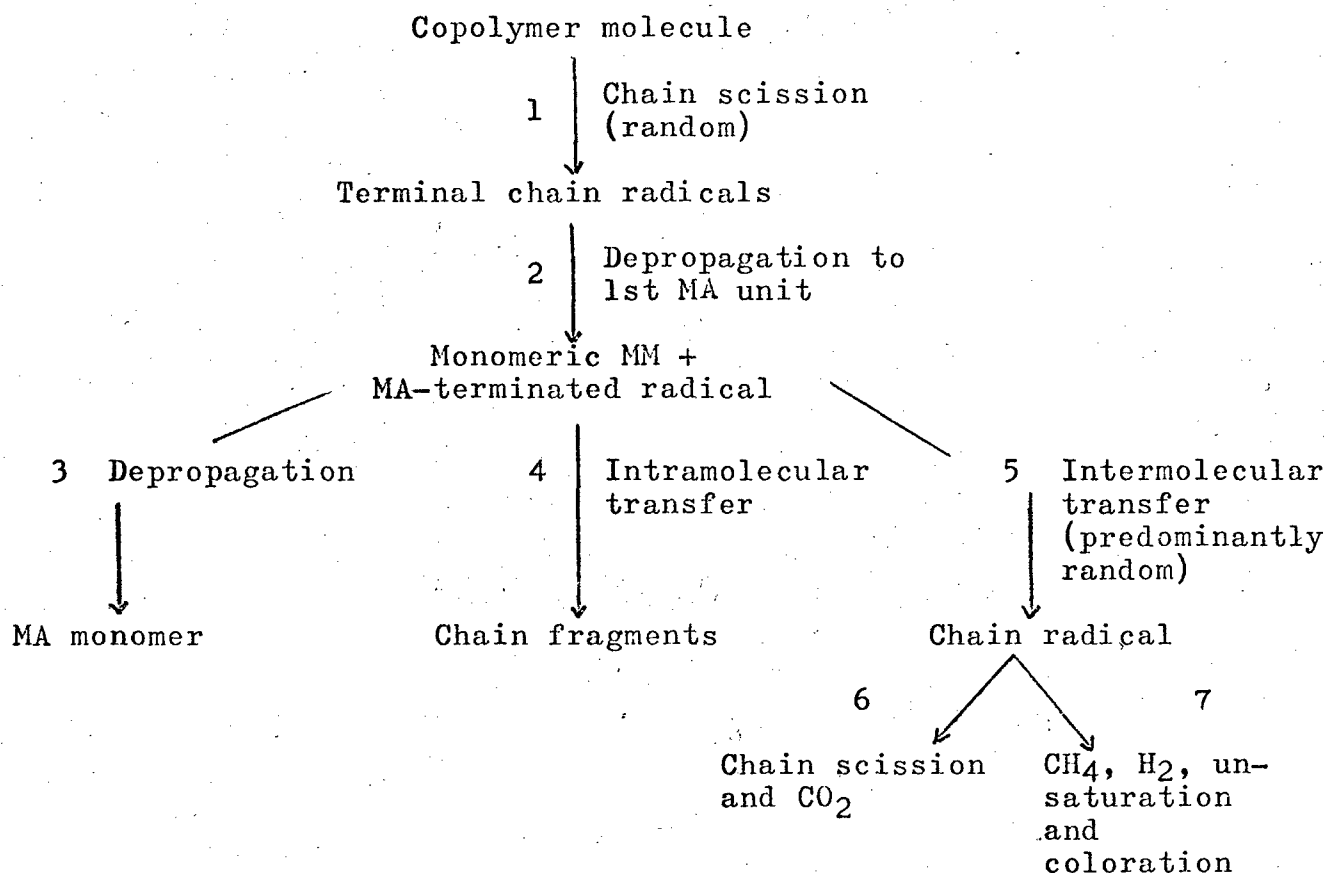 Copolymer molecule
1
Chain scission
(random)
Terminal chain radicals
2
Depropagation to
1st MA unit
Monomeric MM +
MA-terminated radical
3 Depropagation
4 Intramolecular
transfer
5 Intermolecular
transfer
(predominantly
random)
MA monomer
Chain fragments
Chain radical
6
7
Chain scission
and CO2
CH4, H2, un-
saturation
and
coloration